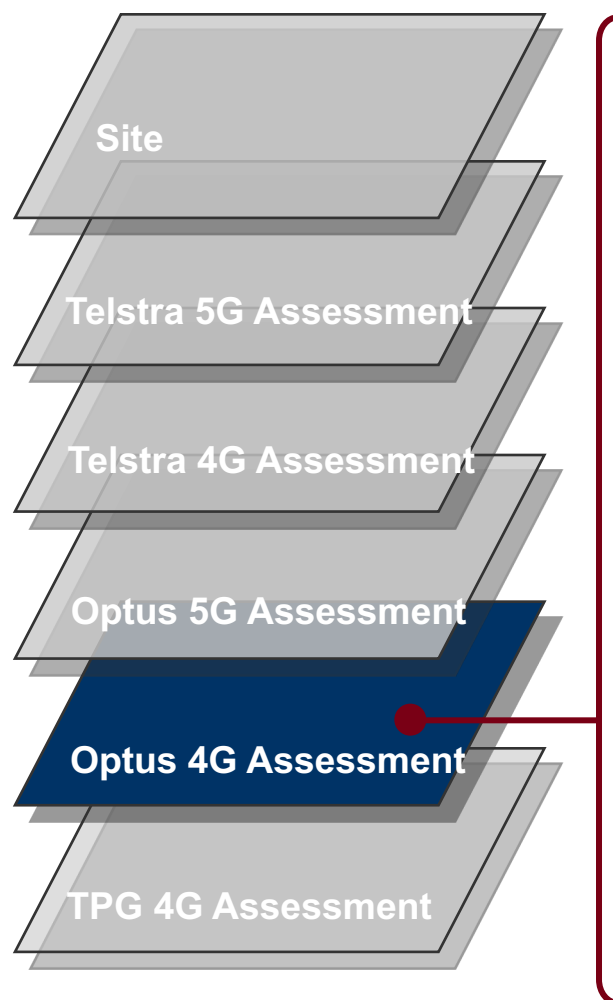 Site
Telstra 5G Assessment
Telstra 4G Assessment
Optus 5G Assessment
Optus 4G Assessment
TPG 4G Assessment